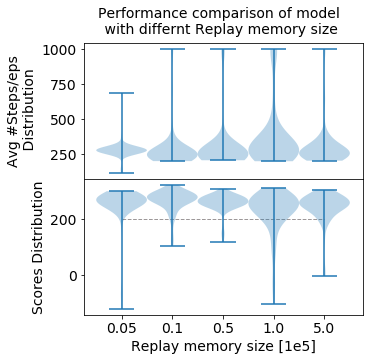 Performance comparison of model
with differnt Replay memory size
1000
750
500
250
Avg #Steps/eps
Distribution
200
0
Scores Distribution
0.05 0.1 0.5 1.0 5.0
Replay memory size [1e5]